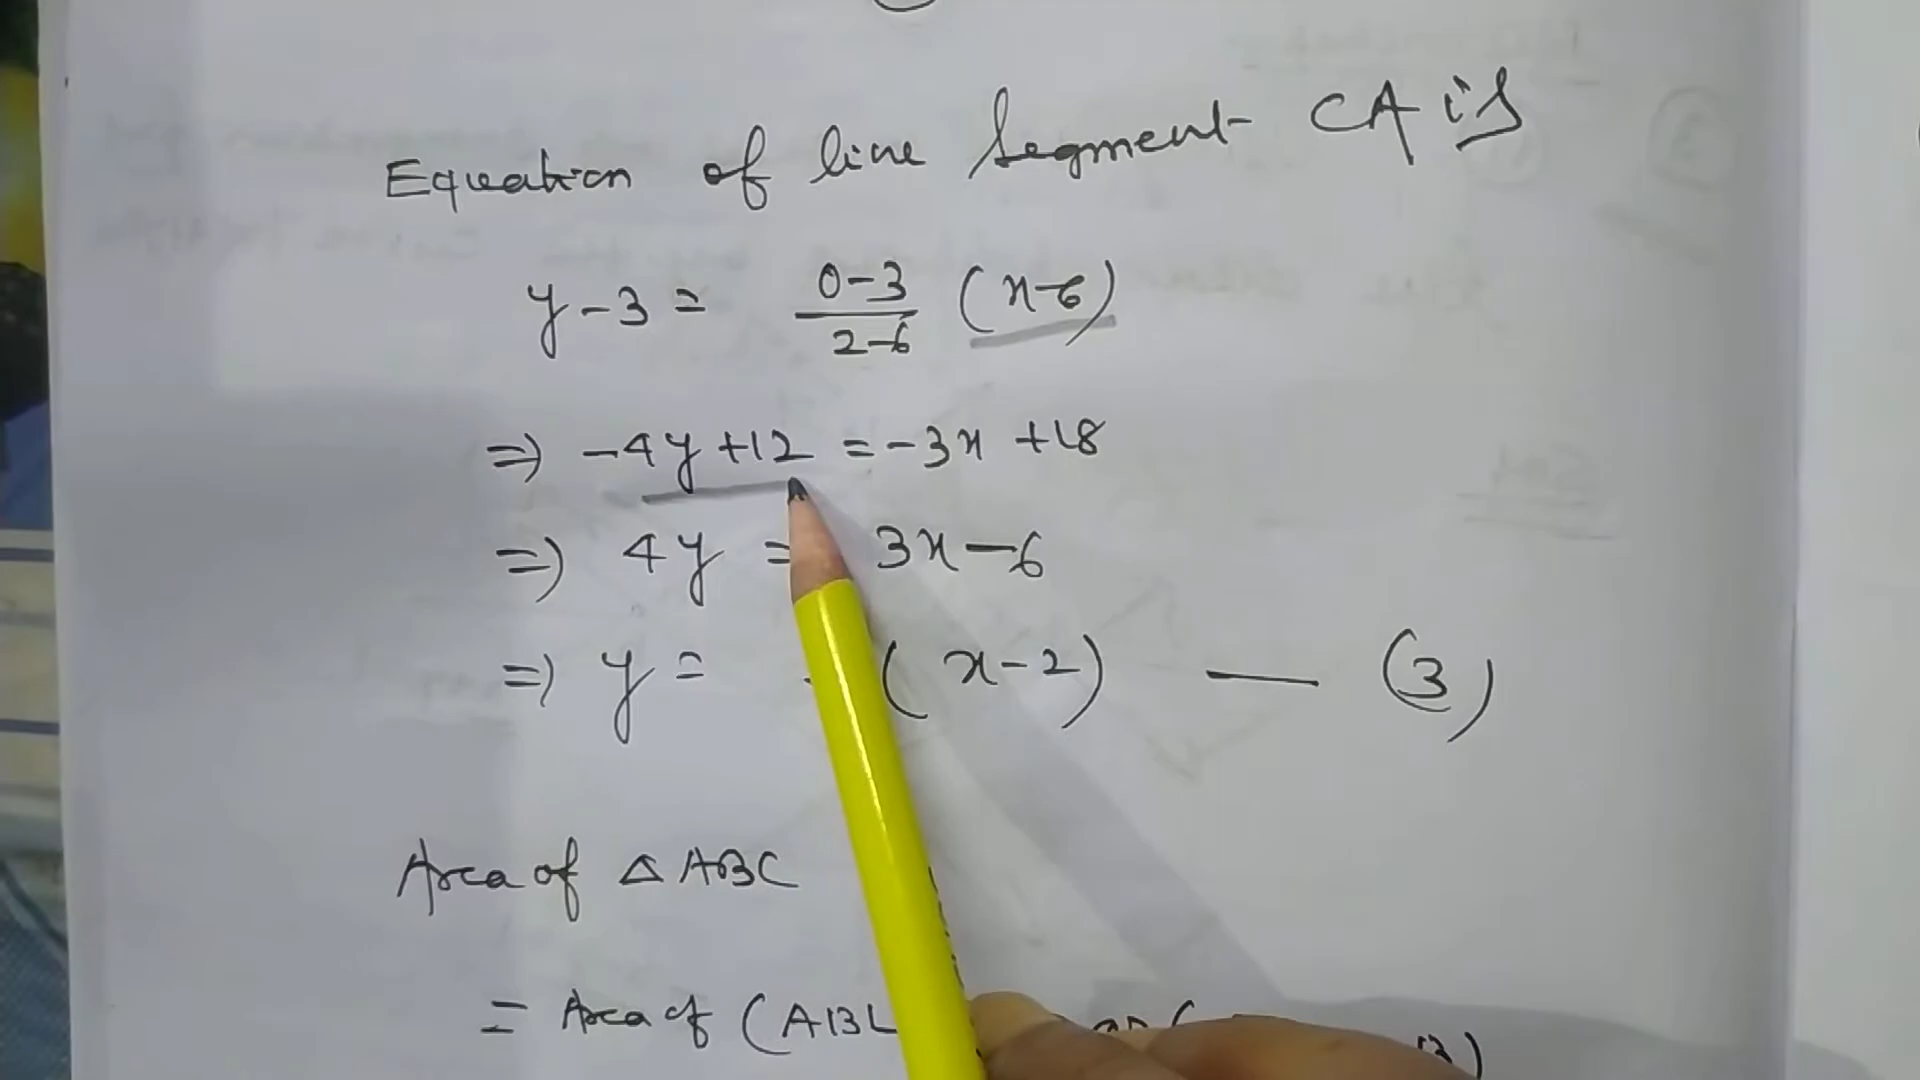 Equation of line segment CA is
y-3 = 0-3/2-6 (x-6)
=> -4y+12 = -3x +18
=> 4y = 3x-6
=> y = ( x-2) — (3)
Area of △ ABC
= Area of (ABL